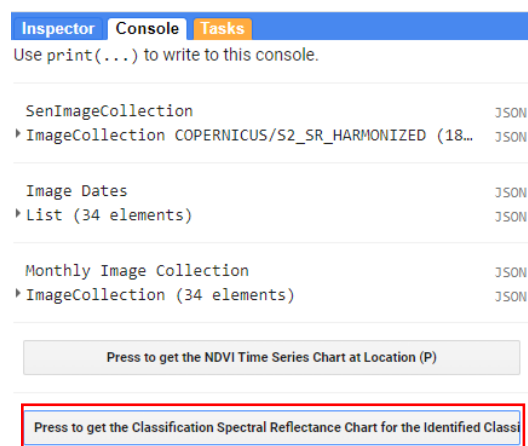 Inspector Console Tasks
Use print(...) to write to this console.
SenImageCollection JSON
ImageCollection COPERNICUS/S2_SR_HARMONIZED (18… JSON
Image Dates JSON
List (34 elements) JSON
Monthly Image Collection JSON
ImageCollection (34 elements) JSON
Press to get the NDVI Time Series Chart at Location (P)
Press to get the Classification Spectral Reflectance Chart for the Identified Classi